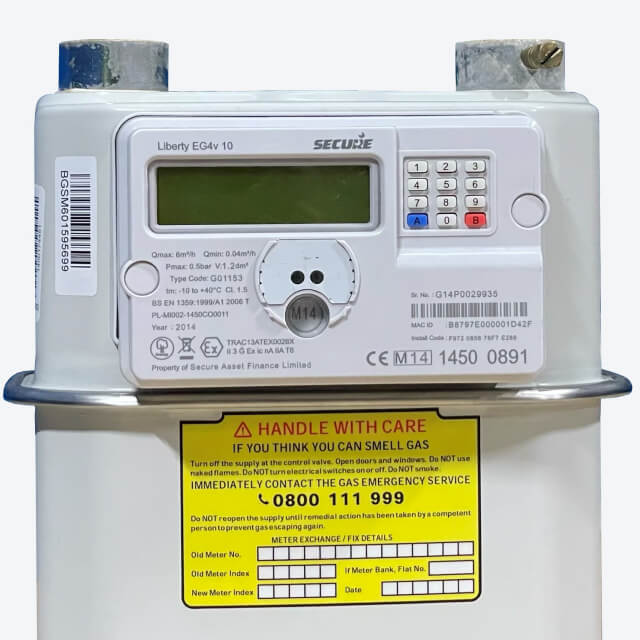 Liberty EG4v 10
SECURE
1 2 3
4 5 6
7 8 9
A 0 B
BGSM601595699
Qmax: 6m³/h Qmin: 0.04m³/h
Pmax: 0.5bar V:1.2dm³
Type Code: G01153
tm: -10 to +40°C Cl. 1.5
BS EN 1359:1999/A1 2006 T
PL-MI002-1450CO0011
Year : 2014
M14
TRAC13ATEX0026X
II 3 G Ex ic nA IIA T6
Property of Secure Asset Finance Limited
Sr. No. : G14P0029935
MAC ID : B8797E000001D42F
Install Code :
CE M14 1450 0891
HANDLE WITH CARE
IF YOU THINK YOU CAN SMELL GAS
Turn off the supply at the control valve. Open doors and windows. Do NOT use
naked flames. Do NOT turn electrical switches on or off. Do NOT smoke.
IMMEDIATELY CONTACT THE GAS EMERGENCY SERVICE
0800 111 999
Do NOT reopen the supply until remedial action has been taken by a competent
person to prevent gas escaping again.
METER EXCHANGE / FIX DETAILS
Old Meter No.
Old Meter Index If Meter Bank, Flat No.
New Meter Index Date